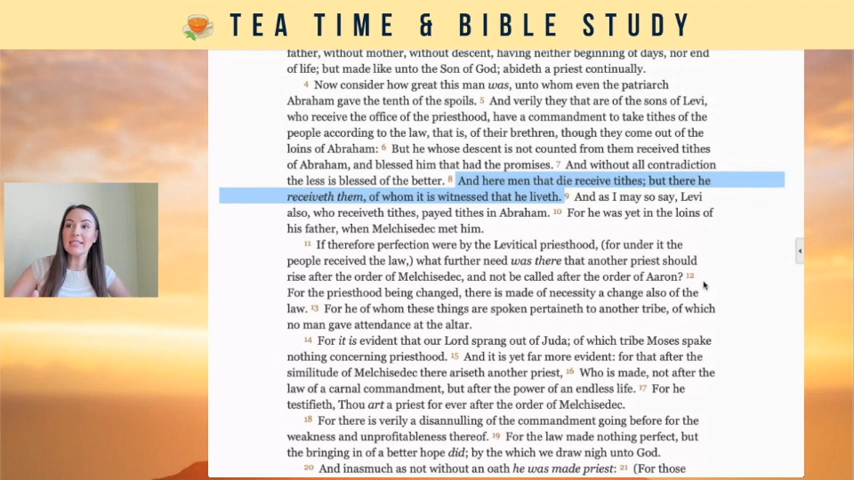 TEA TIME & BIBLE STUDY
father, without mother, without descent, having neither beginning of days, nor end
of life; but made like unto the Son of God; abideth a priest continually.
4 Now consider how great this man was, unto whom even the patriarch
Abraham gave the tenth of the spoils. 5 And verily they that are of the sons of Levi,
who receive the office of the priesthood, have a commandment to take tithes of the
people according to the law, that is, of their brethren, though they come out of the
loins of Abraham: 6 But he whose descent is not counted from them received tithes
of Abraham, and blessed him that had the promises. 7 And without all contradiction
the less is blessed of the better. 8 And here men that die receive tithes; but there he
receiveth them, of whom it is witnessed that he liveth. 9 And as I may so say, Levi
also, who receiveth tithes, payed tithes in Abraham. 10 For he was yet in the loins of
his father, when Melchisedec met him.
11 If therefore perfection were by the Levitical priesthood, (for under it the
people received the law,) what further need was there that another priest should
rise after the order of Melchisedec, and not be called after the order of Aaron? 12
For the priesthood being changed, there is made of necessity a change also of the
law. 13 For he of whom these things are spoken pertaineth to another tribe, of which
no man gave attendance at the altar.
14 For it is evident that our Lord sprang out of Juda; of which tribe Moses spake
nothing concerning priesthood. 15 And it is yet far more evident: for that after the
similitude of Melchisedec there ariseth another priest, 16 Who is made, not after the
law of a carnal commandment, but after the power of an endless life. 17 For he
testifieth, Thou art a priest for ever after the order of Melchisedec.
18 For there is verily a disannulling of the commandment going before for the
weakness and unprofitableness thereof. 19 For the law made nothing perfect, but
the bringing in of a better hope did; by the which we draw nigh unto God.
20 And inasmuch as not without an oath he was made priest: 21 (For those